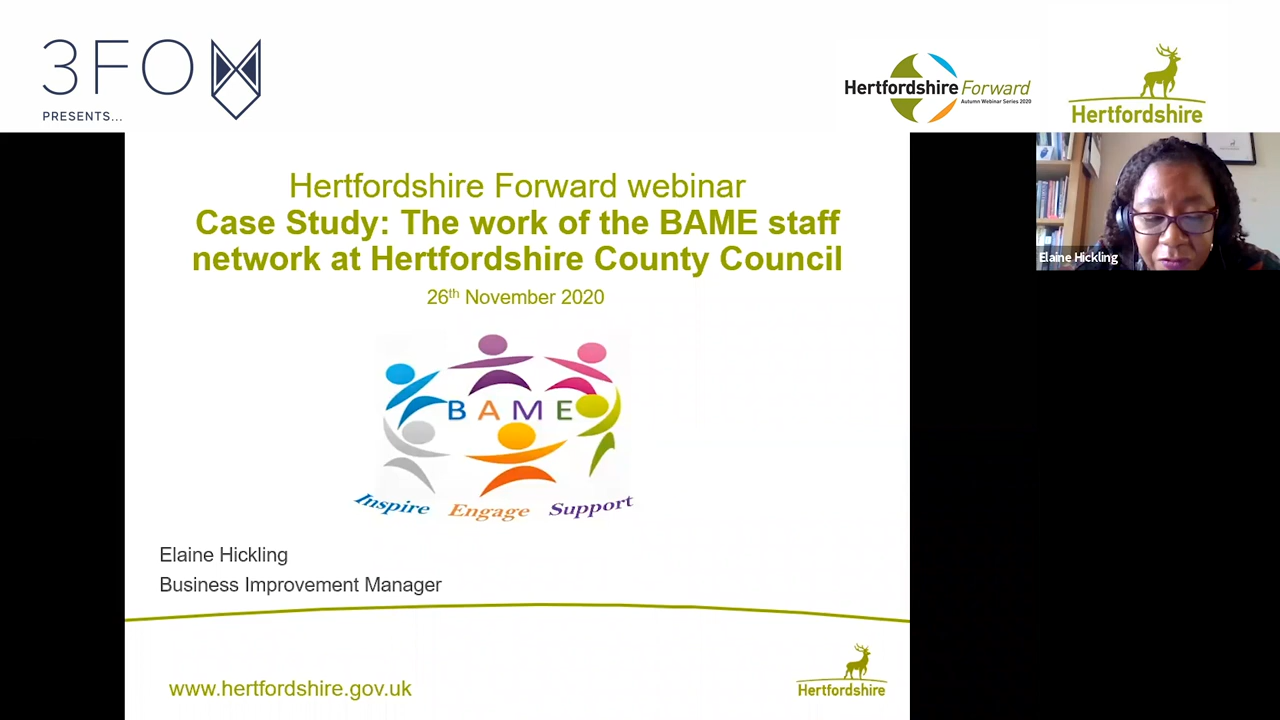 3FOX
PRESENTS...
Hertfordshire Forward
Autumn Webinar Series 2020
Hertfordshire
Hertfordshire Forward webinar
Case Study: The work of the BAME staff
network at Hertfordshire County Council
26th November 2020
BAME
Inspire Engage Support
Elaine Hickling
Business Improvement Manager
www.hertfordshire.gov.uk
Hertfordshire
Elaine Hickling